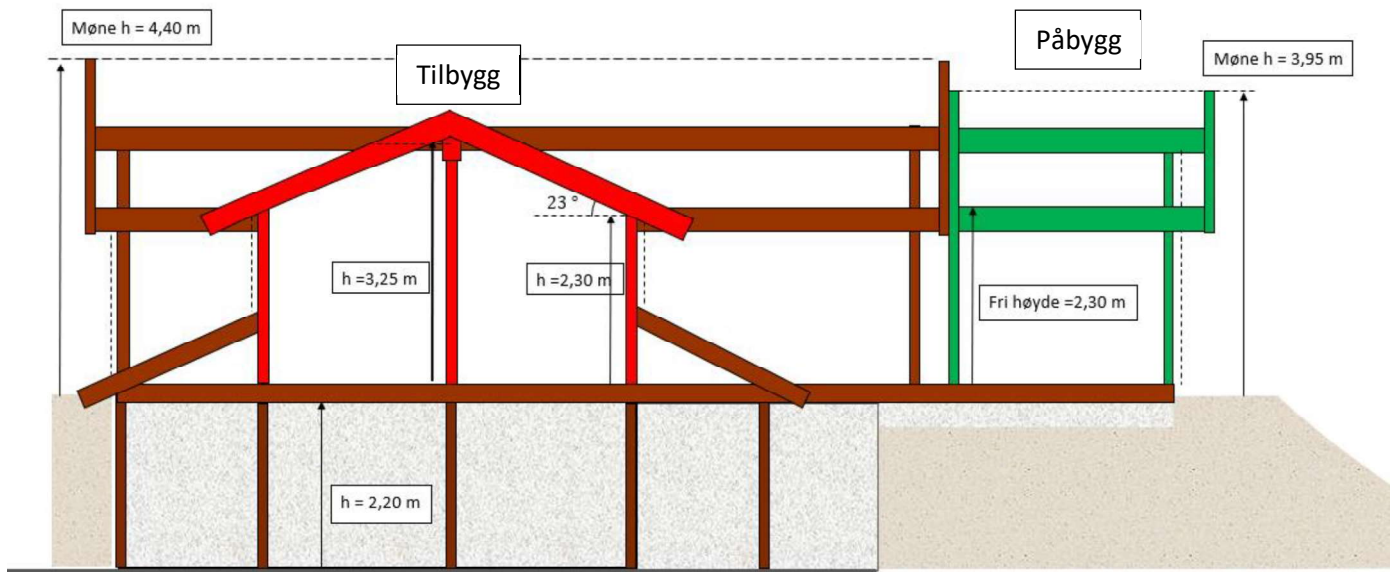 Møne h = 4,40 m
Tilbygg
Påbygg
Møne h = 3,95 m
23 °
h =3,25 m
h=2,30 m
Fri høyde =2,30 m
h = 2,20 m